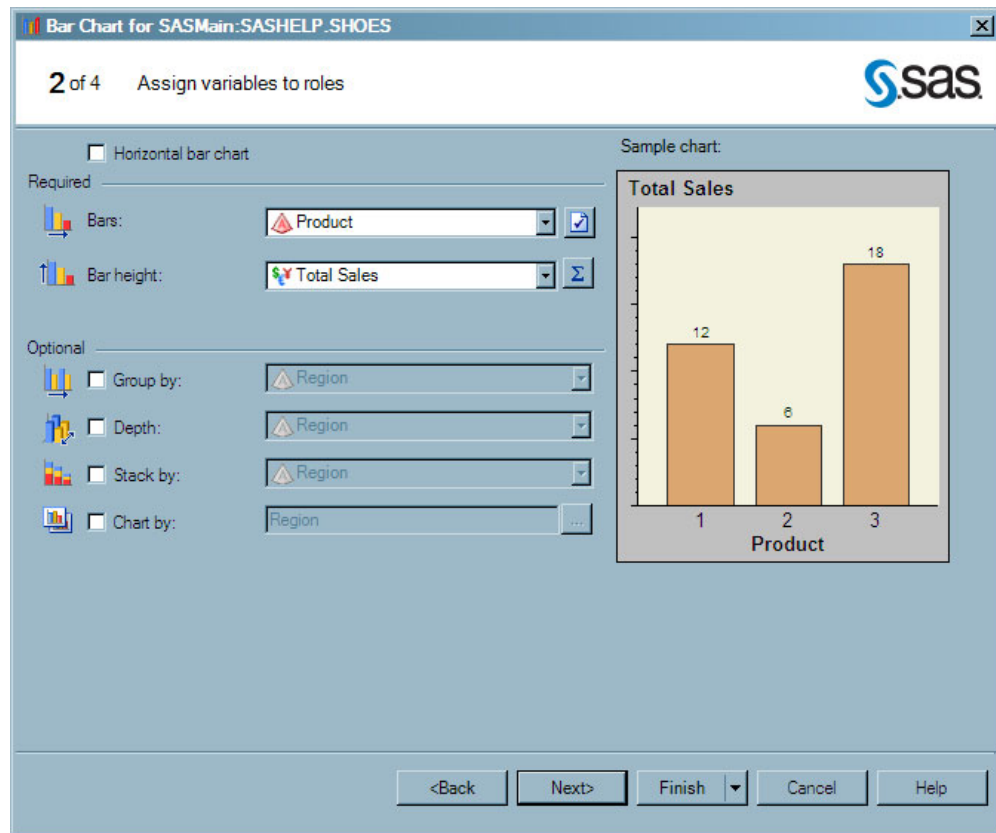 Bar Chart for SASMain:SASHELP.SHOES
2 of 4 Assign variables to roles
sas
Horizontal bar chart
Required
Bars: Product
Bar height: Total Sales Σ
Optional
Group by: Region
Depth: Region
Stack by: Region
Chart by: Region ...
Sample chart:
Total Sales
18
12
6
1 2 3
Product
<Back Next> Finish Cancel Help